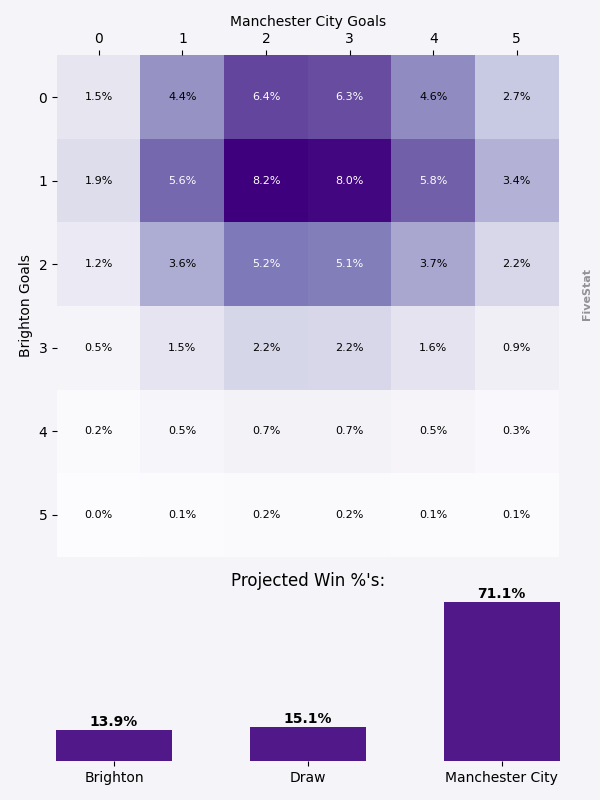 Manchester City Goals
0 1 2 3 4 5
0 1.5% 4.4% 6.4% 6.3% 4.6% 2.7%
1 1.9% 5.6% 8.2% 8.0% 5.8% 3.4%
2 1.2% 3.6% 5.2% 5.1% 3.7% 2.2%
3 0.5% 1.5% 2.2% 2.2% 1.6% 0.9%
4 0.2% 0.5% 0.7% 0.7% 0.5% 0.3%
5 0.0% 0.1% 0.2% 0.2% 0.1% 0.1%
Brighton Goals
FiveStat
Projected Win %'s:
13.9% 15.1% 71.1%
Brighton Draw Manchester City